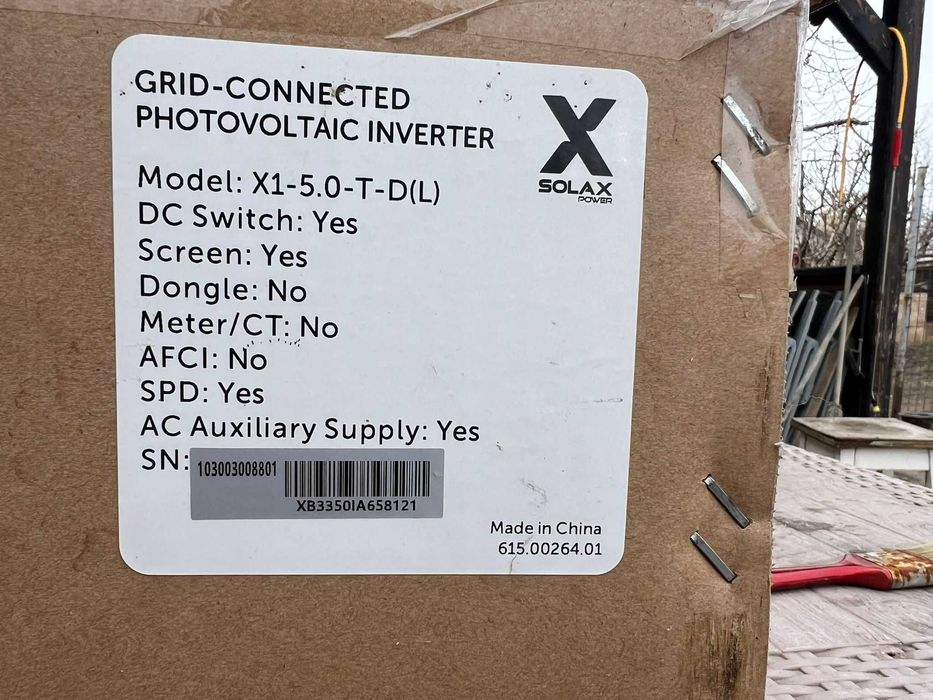 GRID-CONNECTED
PHOTOVOLTAIC INVERTER
SOLAX
POWER
Model: X1-5.0-T-D(L)
DC Switch: Yes
Screen: Yes
Dongle: No
Meter/CT: No
AFCI: No
SPD: Yes
AC Auxiliary Supply: Yes
SN: 103003008801
XB3350IA658121
Made in China
615.00264.01